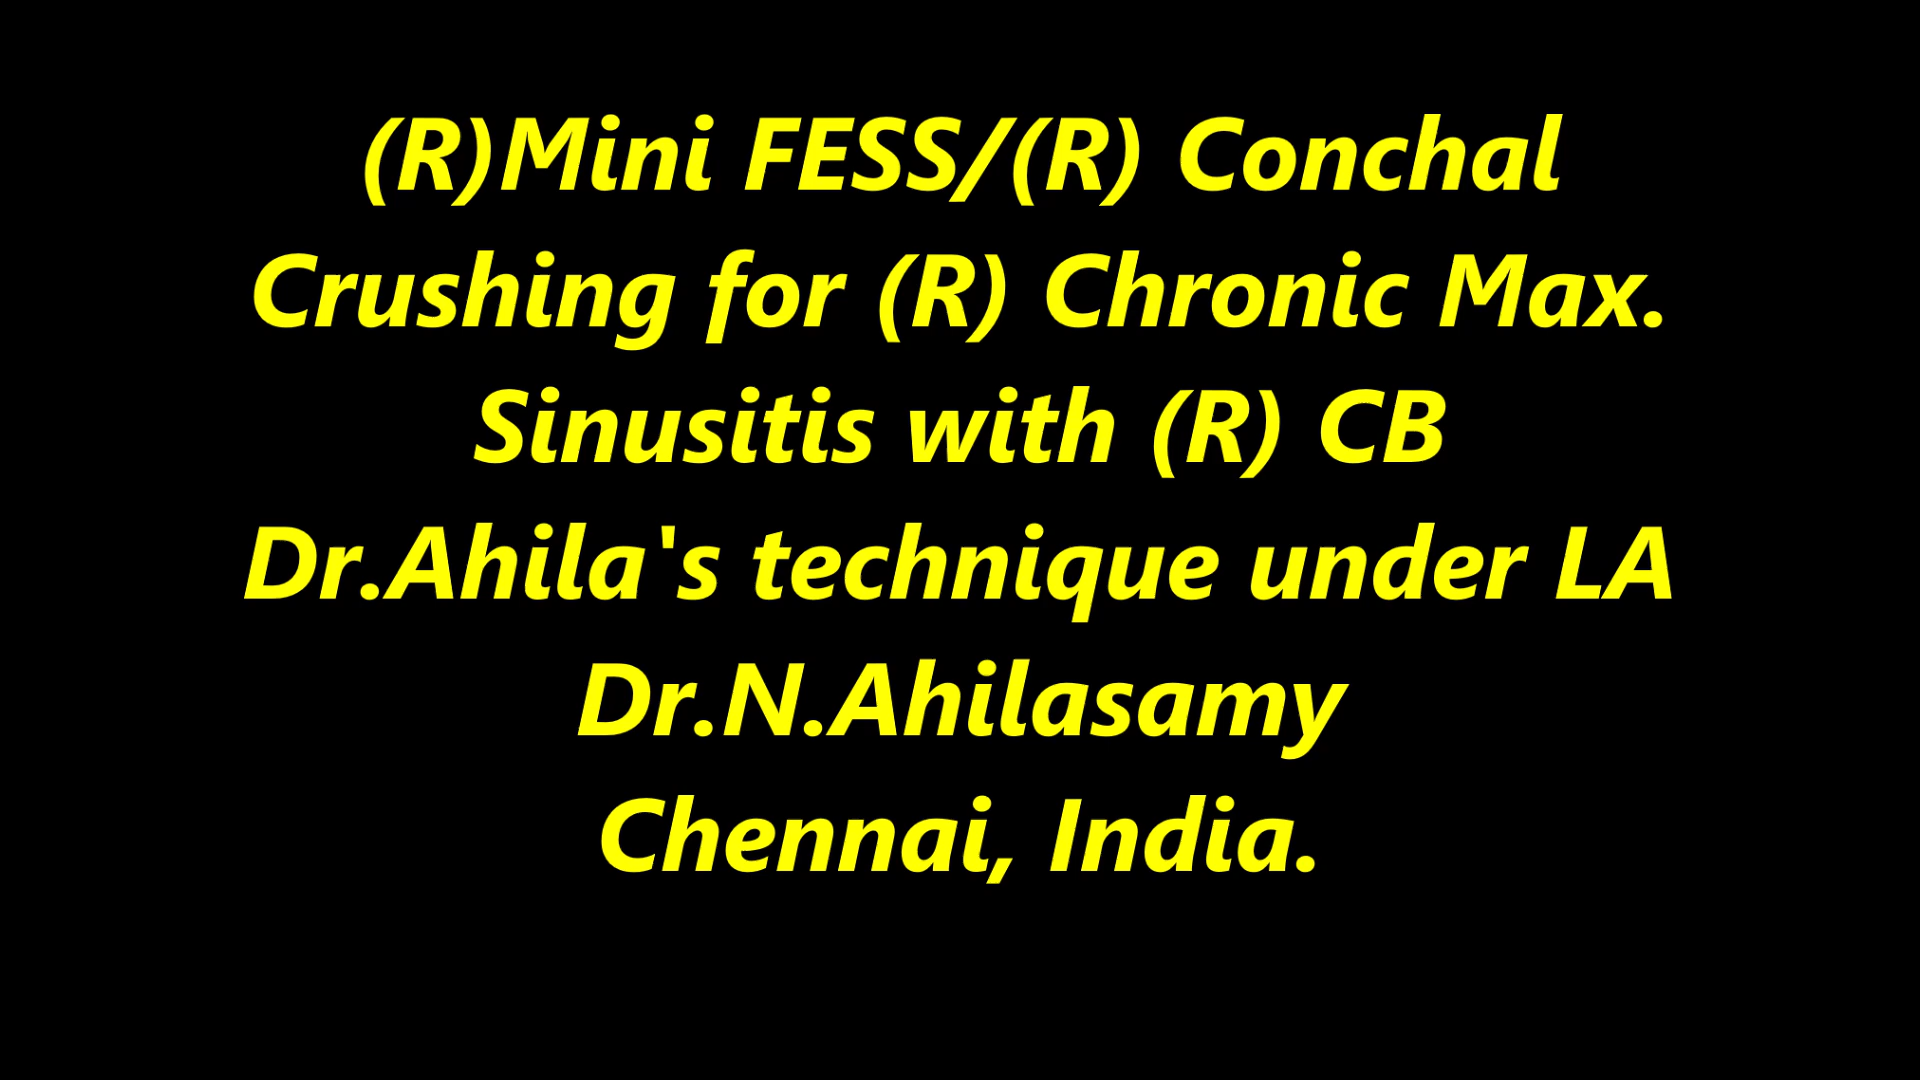 (R)Mini FESS/(R) Conchal
Crushing for (R) Chronic Max.
Sinusitis with (R) CB
Dr.Ahila's technique under LA
Dr.N.Ahilasamy
Chennai, India.